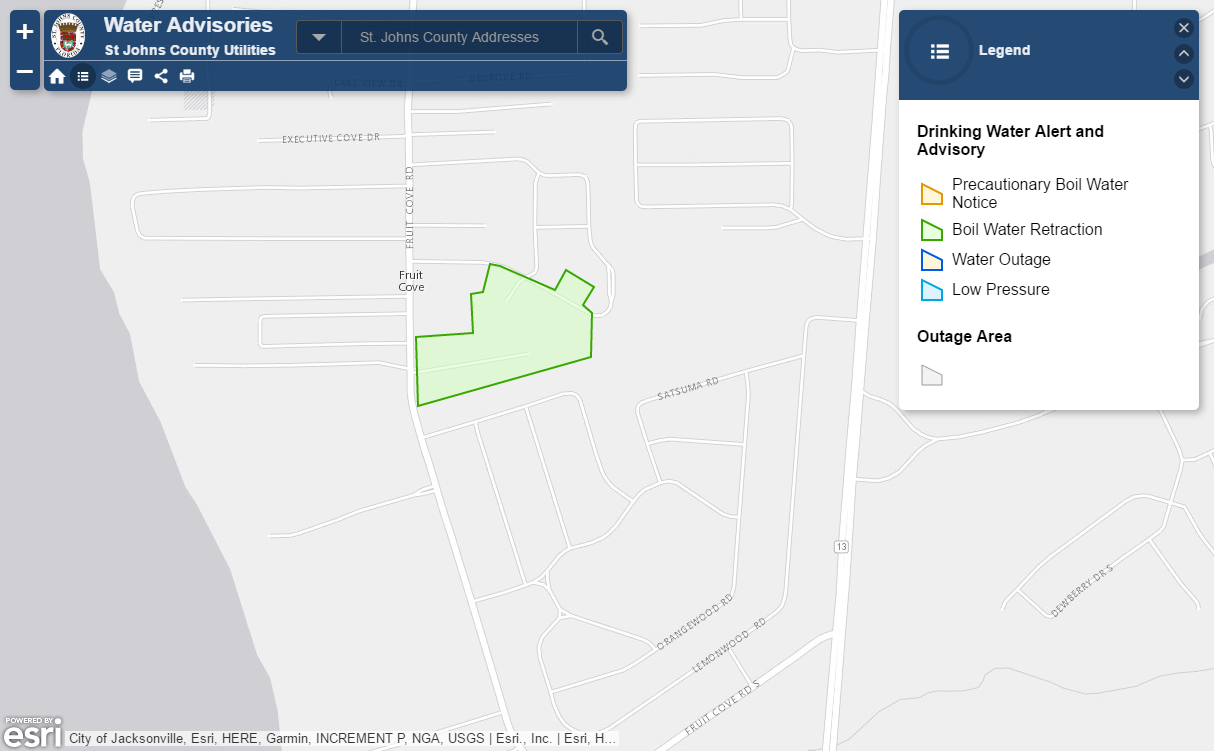 Water Advisories
St Johns County Utilities
St. Johns County Addresses
Legend
Drinking Water Alert and
Advisory
Precautionary Boil Water
Notice
Boil Water Retraction
Water Outage
Low Pressure
Outage Area
EXECUTIVE COVE DR
FRUIT COVE RD
Fruit
Cove
SATSUMA RD
13
DEWBERRY DR S
ORANGEWOOD RD
LEMONWOOD RD
FRUIT COVE RD S
POWERED BY
esri
City of Jacksonville, Esri, HERE, Garmin, INCREMENT P, NGA, USGS | Esri., Inc. | Esri, H...